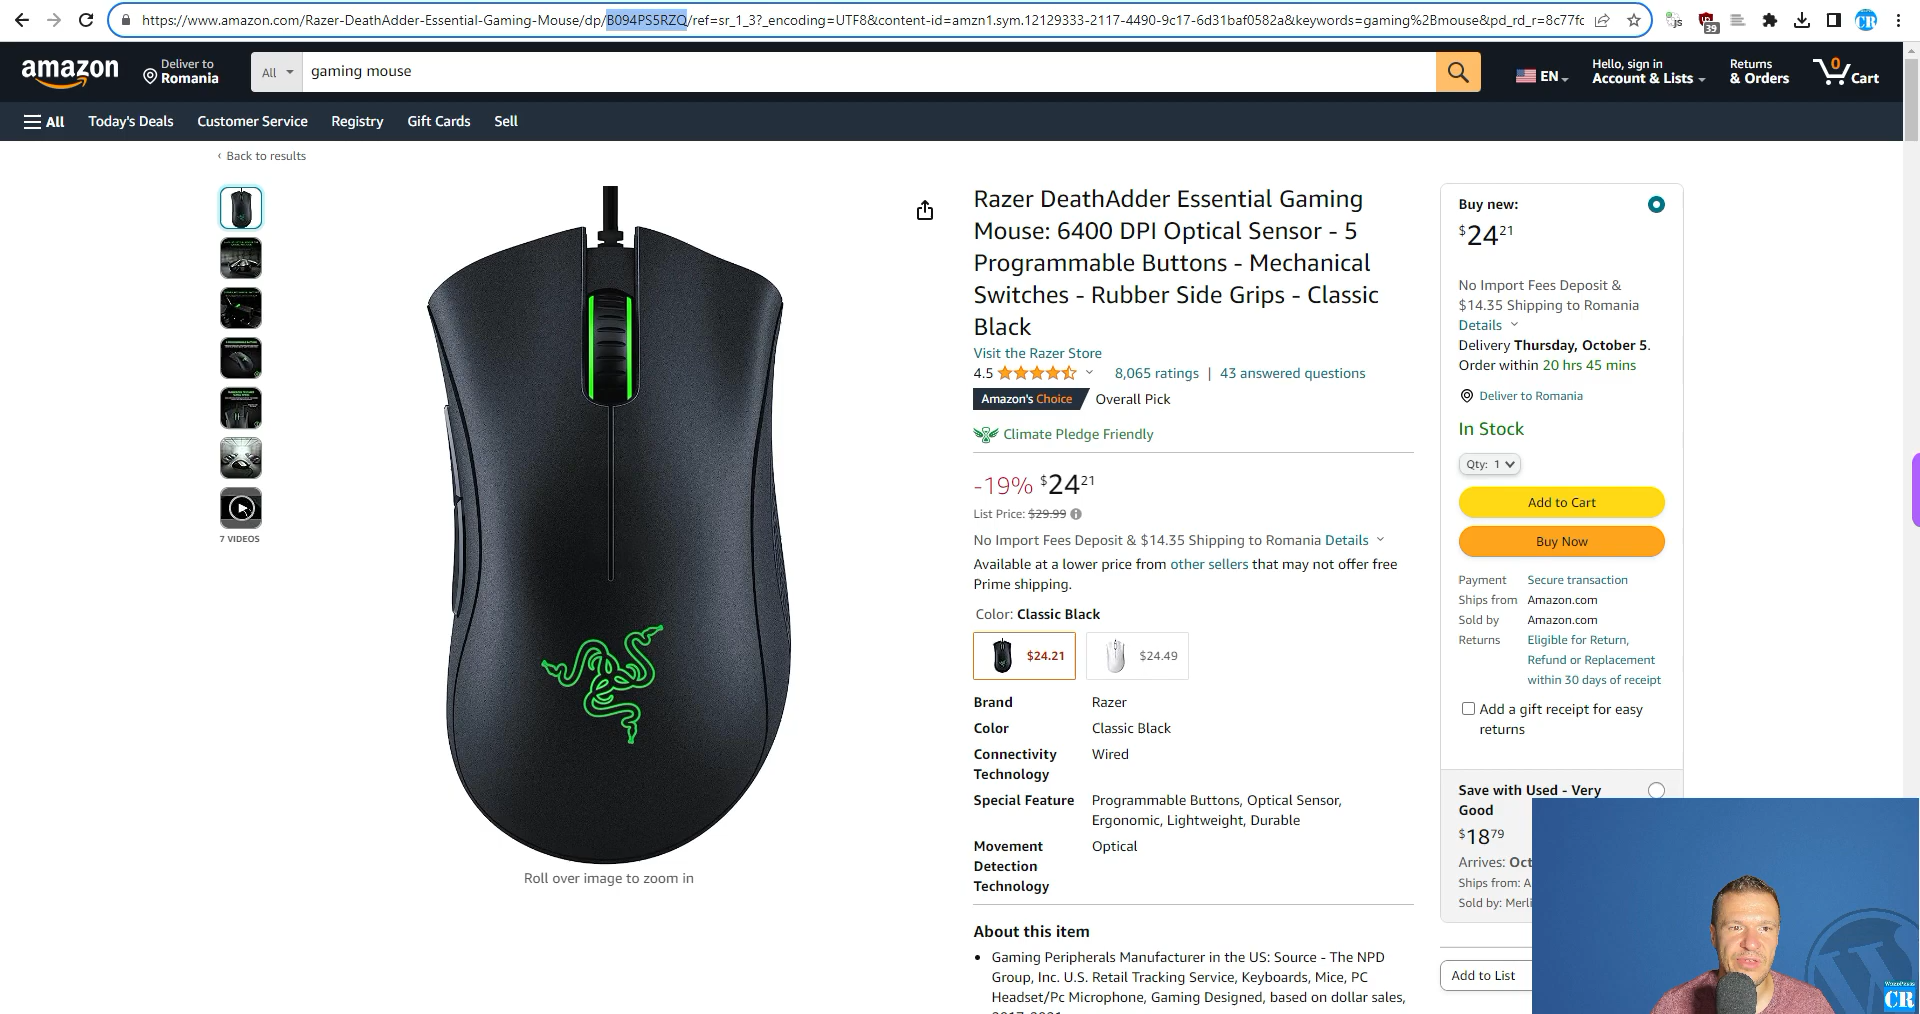 https://www.amazon.com/Razer-DeathAdder-Essential-Gaming-Mouse/dp/B094PS5RZQ/ref=sr_1_3?_encoding=UTF8&content-id=amzn1.sym.12129333-2117-4490-9c17-6d31baf0582a&keywords=gaming%2Bmouse&pd_rd_r=8c77fc
39
CR
amazon
Deliver to
Romania
All
gaming mouse
EN
Hello, sign in
Account & Lists
Returns
& Orders
0
Cart
All
Today's Deals
Customer Service
Registry
Gift Cards
Sell
‹ Back to results
7 VIDEOS
Roll over image to zoom in
Razer DeathAdder Essential Gaming
Mouse: 6400 DPI Optical Sensor - 5
Programmable Buttons - Mechanical
Switches - Rubber Side Grips - Classic
Black
Visit the Razer Store
4.5
8,065 ratings | 43 answered questions
Amazon's Choice
Overall Pick
Climate Pledge Friendly
-19% $24 21
List Price: $29.99
No Import Fees Deposit & $14.35 Shipping to Romania Details
Available at a lower price from other sellers that may not offer free
Prime shipping.
Color: Classic Black
$24.21
$24.49
Brand Razer
Color Classic Black
Connectivity Wired
Technology
Special Feature Programmable Buttons, Optical Sensor,
Ergonomic, Lightweight, Durable
Movement Optical
Detection
Technology
About this item
• Gaming Peripherals Manufacturer in the US: Source - The NPD
Group, Inc. U.S. Retail Tracking Service, Keyboards, Mice, PC
Headset/Pc Microphone, Gaming Designed, based on dollar sales,
Buy new:
$24 21
No Import Fees Deposit &
$14.35 Shipping to Romania
Details
Delivery Thursday, October 5.
Order within 20 hrs 45 mins
Deliver to Romania
In Stock
Qty: 1
Add to Cart
Buy Now
Payment Secure transaction
Ships from Amazon.com
Sold by Amazon.com
Returns Eligible for Return,
Refund or Replacement
within 30 days of receipt
Add a gift receipt for easy
returns
Save with Used - Very
Good
$18 79
Arrives: Oct
Ships from: A
Sold by: Merli
Add to List
WORDPRESS
CR